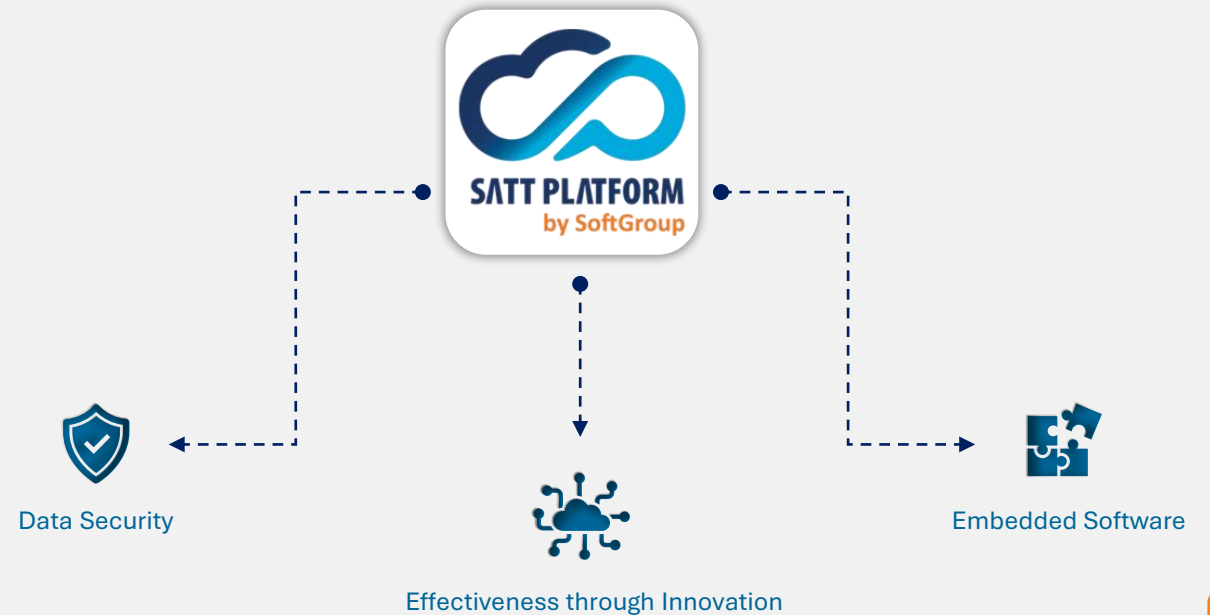 SATT PLATFORM
by SoftGroup
Data Security
Embedded Software
Effectiveness through Innovation